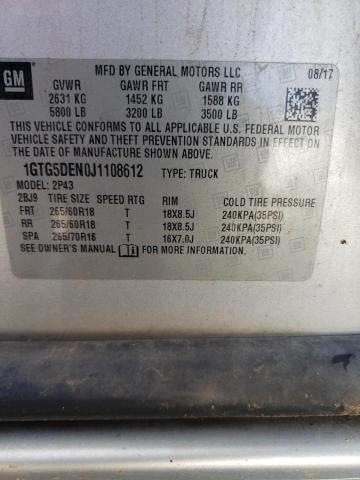 GM
MFD BY GENERAL MOTORS LLC 08/17
GVWR GAWR FRT GAWR RR
2631 KG 1452 KG 1588 KG
5800 LB 3200 LB 3500 LB
THIS VEHICLE CONFORMS TO ALL APPLICABLE U.S. FEDERAL MOTOR
VEHICLE SAFETY AND THEFT PREVENTION STANDARDS IN EFFECT ON
THE DATE OF MANUFACTURE SHOWN ABOVE.
1GTG5DEN0J1108612 TYPE: TRUCK
MODEL: 2P43
2BJ9 TIRE SIZE SPEED RTG RIM COLD TIRE PRESSURE
FRT 265/60R18 T 18X8.5J 240KPA(35PSI)
RR 265/60R18 T 18X8.5J 240KPA(35PSI)
SPA 265/70R16 T 16X7.0J 240KPA(35PSI)
SEE OWNER'S MANUAL FOR ADDITIONAL INFORMATION.